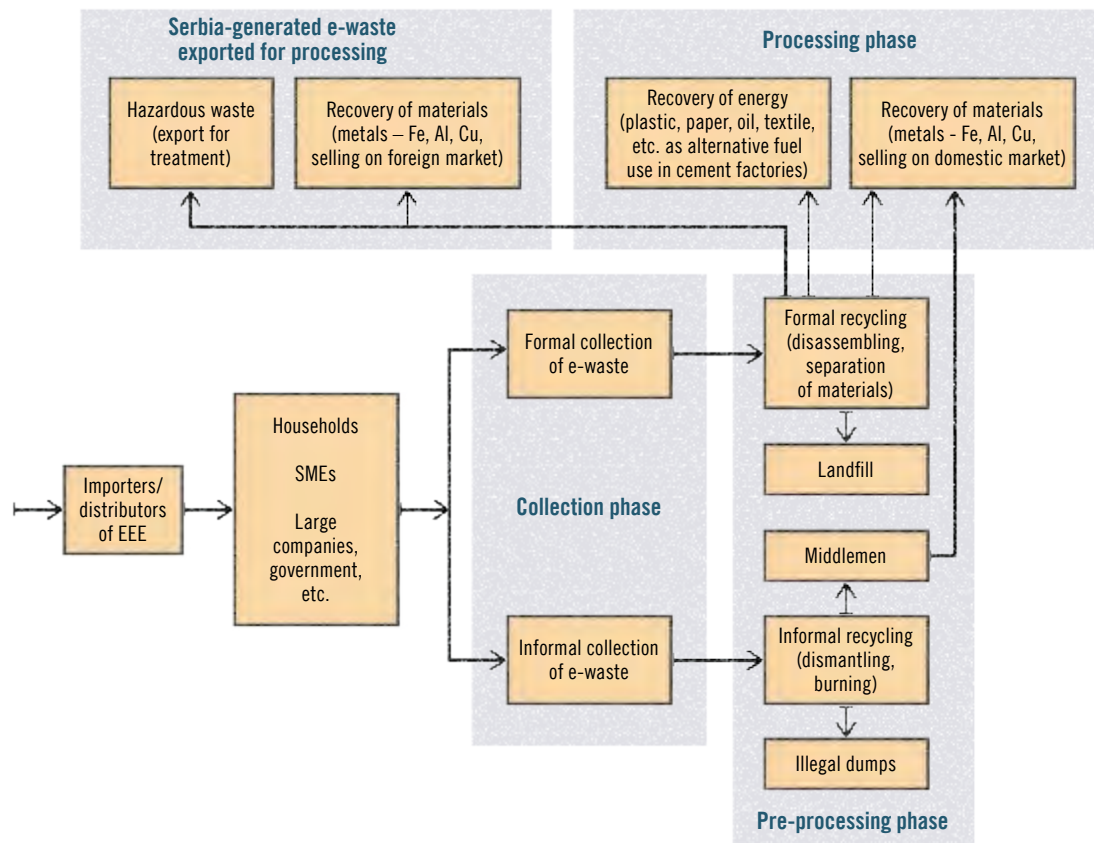 Serbia-generated e-waste
exported for processing
Processing phase
Hazardous waste
(export for
treatment)
Recovery of materials
(metals – Fe, Al, Cu,
selling on foreign market)
Recovery of energy
(plastic, paper, oil, textile,
etc. as alternative fuel
use in cement factories)
Recovery of materials
(metals - Fe, Al, Cu,
selling on domestic market)
Formal collection
of e-waste
Formal recycling
(disassembling,
separation
of materials)
Landfill
Importers/
distributors
of EEE
Households
SMEs
Large
companies,
government,
etc.
Collection phase
Middlemen
Informal collection
of e-waste
Informal recycling
(dismantling,
burning)
Illegal dumps
Pre-processing phase